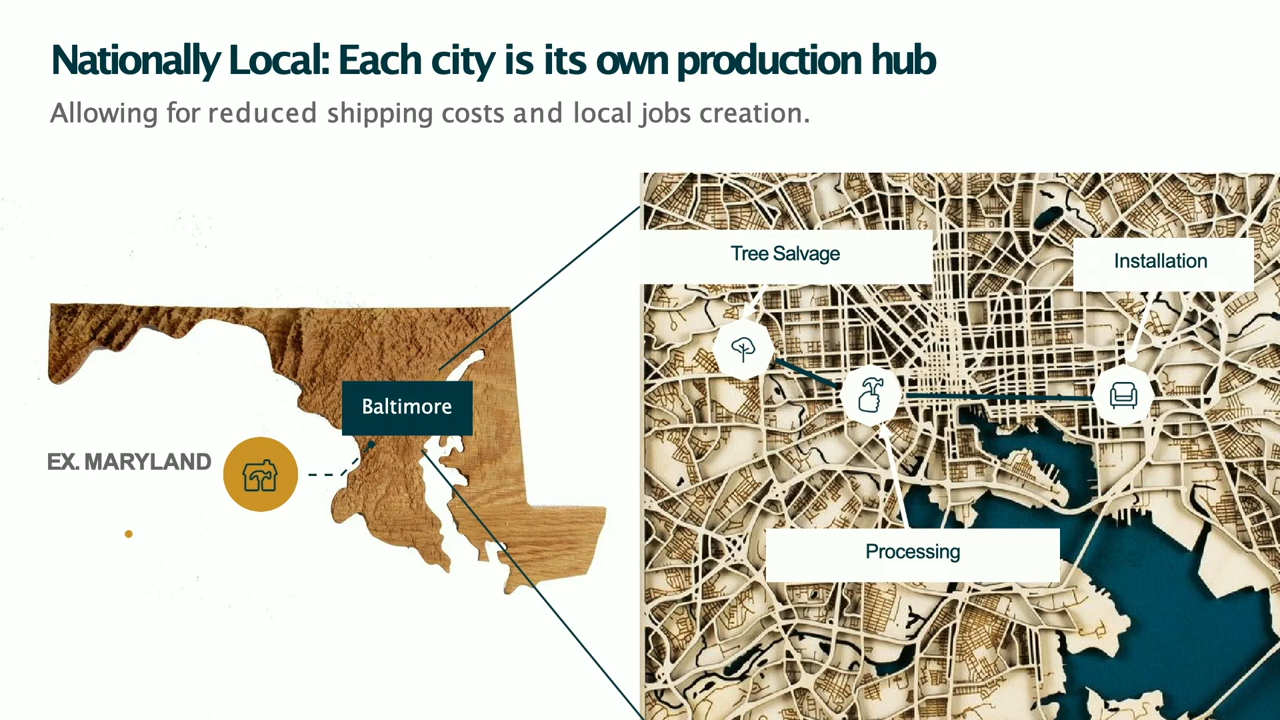 Nationally Local: Each city is its own production hub
Allowing for reduced shipping costs and local jobs creation.
Tree Salvage
Installation
Baltimore
EX. MARYLAND
Processing